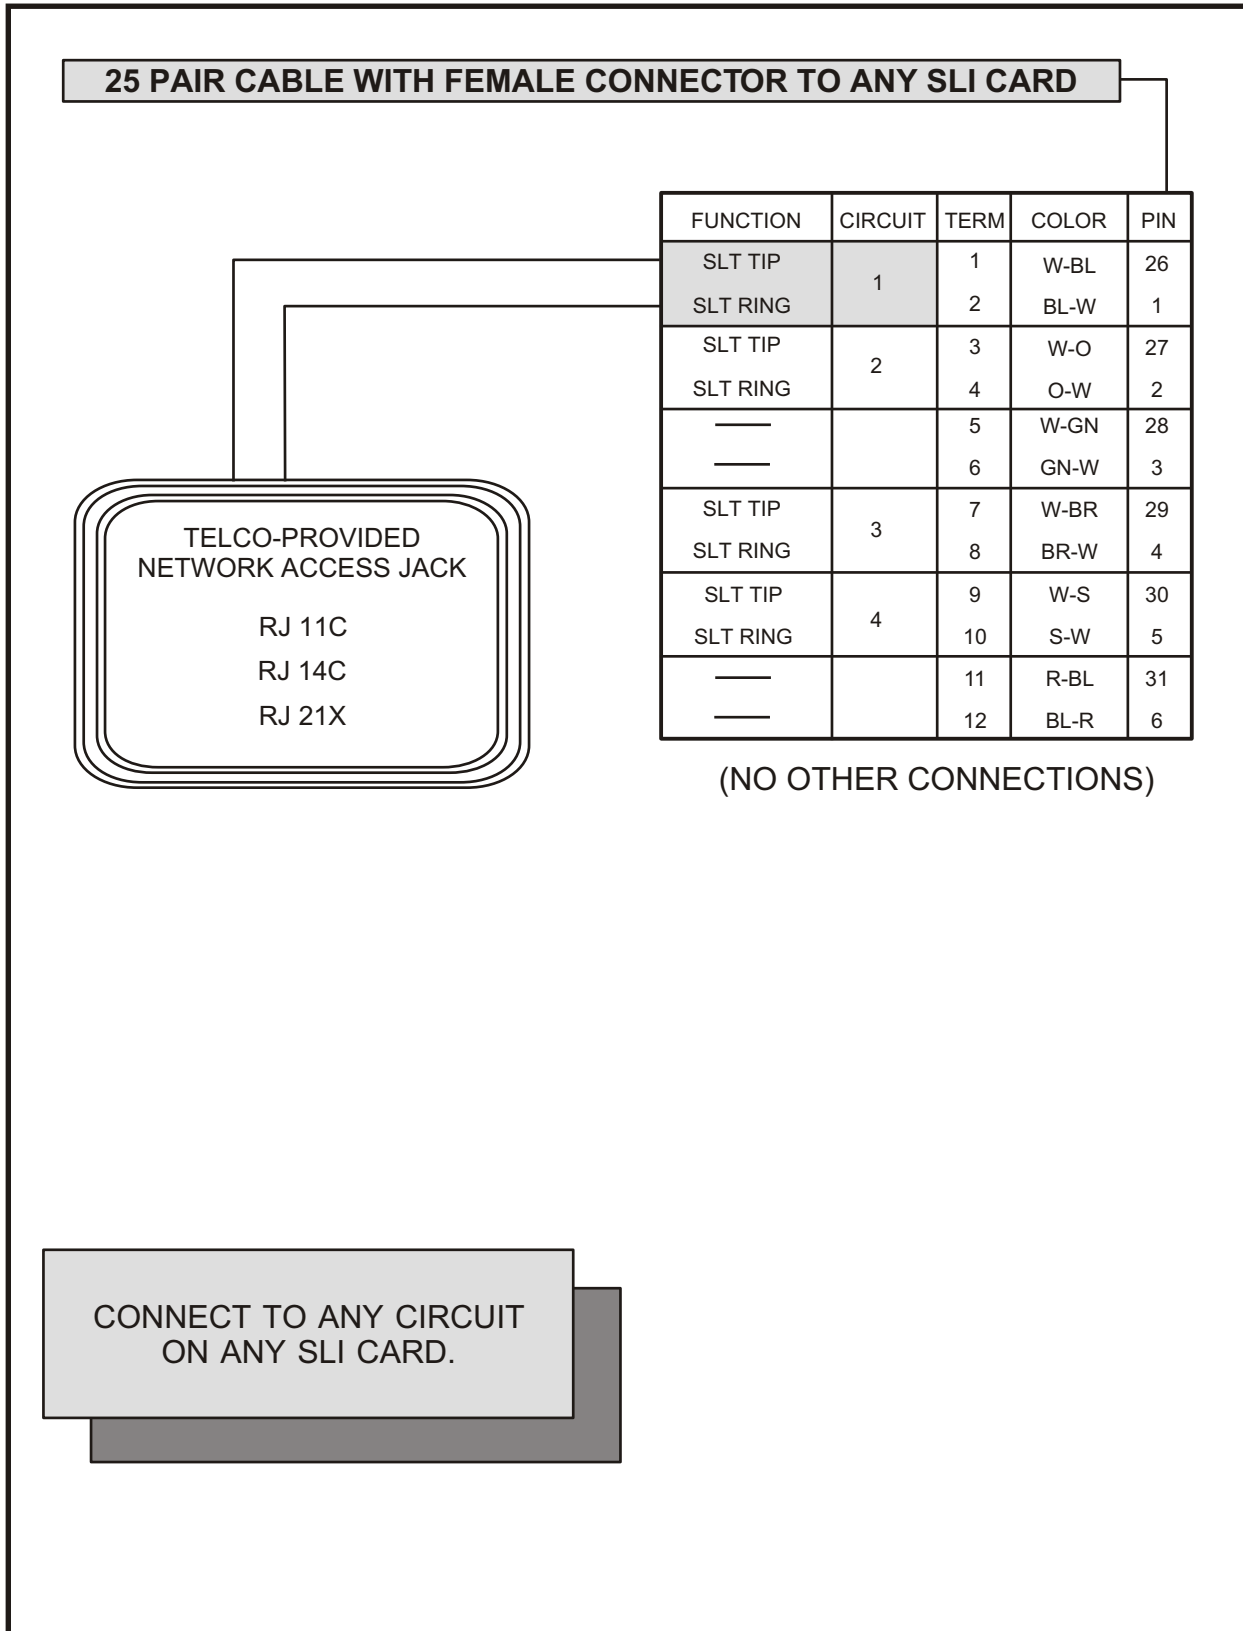 25 PAIR CABLE WITH FEMALE CONNECTOR TO ANY SLI CARD
FUNCTION CIRCUIT TERM COLOR PIN
SLT TIP 1 1 W-BL 26
SLT RING 2 BL-W 1
SLT TIP 2 3 W-O 27
SLT RING 4 O-W 2
5 W-GN 28
6 GN-W 3
SLT TIP 3 7 W-BR 29
SLT RING 8 BR-W 4
SLT TIP 4 9 W-S 30
SLT RING 10 S-W 5
11 R-BL 31
12 BL-R 6
(NO OTHER CONNECTIONS)
TELCO-PROVIDED
NETWORK ACCESS JACK
RJ 11C
RJ 14C
RJ 21X
CONNECT TO ANY CIRCUIT
ON ANY SLI CARD.